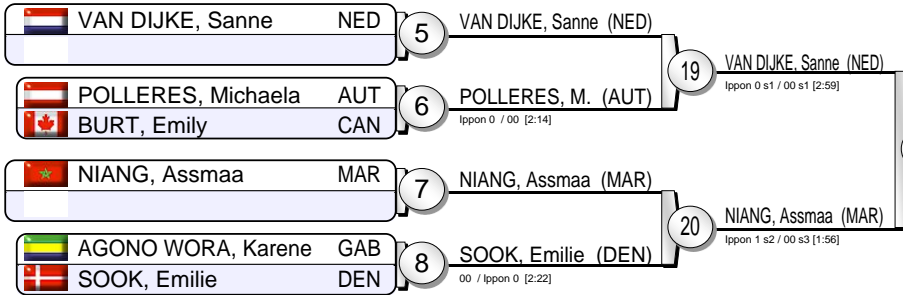 VAN DIJKE, Sanne NED
5
VAN DIJKE, Sanne (NED)
19
VAN DIJKE, Sanne (NED)
Ippon 0 s1 / 00 s1 [2:59]
POLLERES, Michaela AUT
BURT, Emily CAN
6
POLLERES, M. (AUT)
Ippon 0 / 00 [2:14]
NIANG, Assmaa MAR
7
NIANG, Assmaa (MAR)
20
NIANG, Assmaa (MAR)
Ippon 1 s2 / 00 s3 [1:56]
AGONO WORA, Karene GAB
SOOK, Emilie DEN
8
SOOK, Emilie (DEN)
00 / Ippon 0 [2:22]